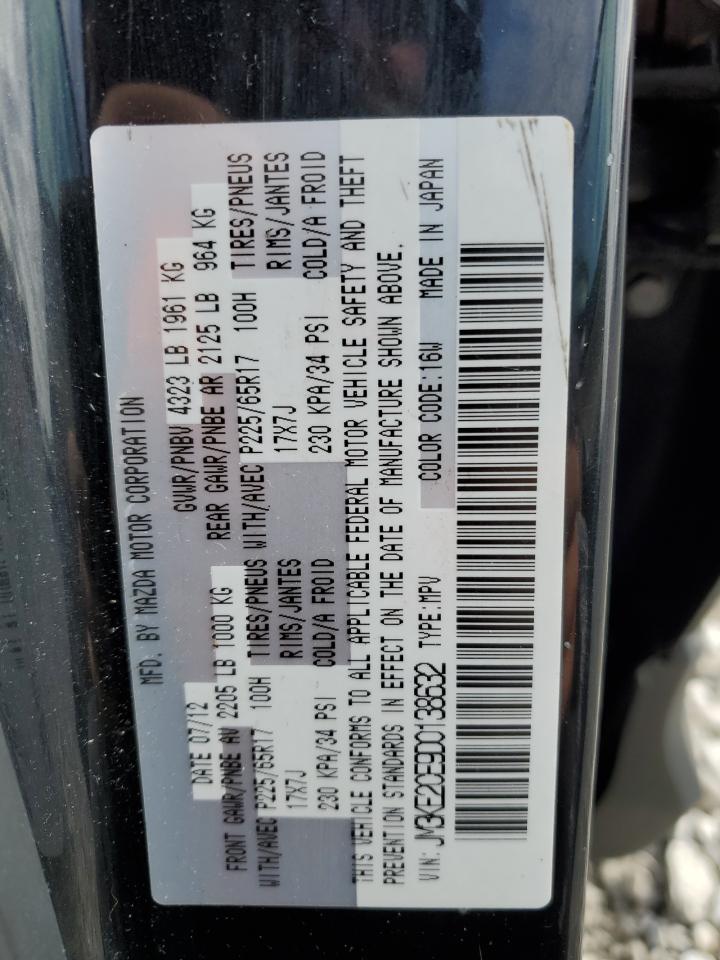 MFD. BY MAZDA MOTOR CORPORATION
DATE 07/12 GVWR/PNBV 4323 LB 1961 KG
FRONT GAWR/PNBE AV 2205 LB 1000 KG REAR GAWR/PNBE AR 2125 LB 964 KG
WITH/AVEC P225/65R17 100H TIRES/PNEUS WITH/AVEC P225/65R17 100H TIRES/PNEUS
17X7J RIMS/JANTES 17X7J RIMS/JANTES
230 KPA/34 PSI COLD/A FROID 230 KPA/34 PSI COLD/A FROID
THIS VEHICLE CONFORMS TO ALL APPLICABLE FEDERAL MOTOR VEHICLE SAFETY AND THEFT
PREVENTION STANDARDS IN EFFECT ON THE DATE OF MANUFACTURE SHOWN ABOVE.
VIN: JM3KE2CE9D0138632 TYPE:MPV COLOR CODE:16W MADE IN JAPAN